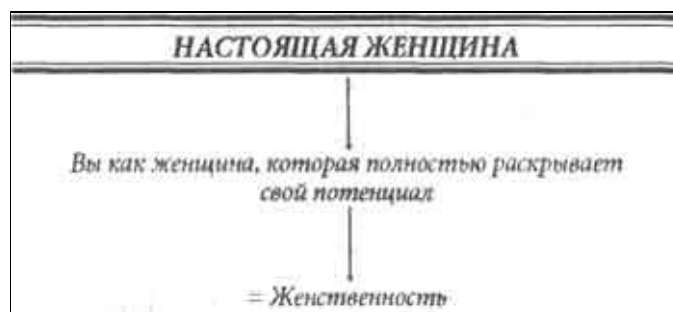 НАСТОЯЩАЯ ЖЕНЩИНА
Вы как женщина, которая полностью раскрывает
свой потенциал
= Женственность